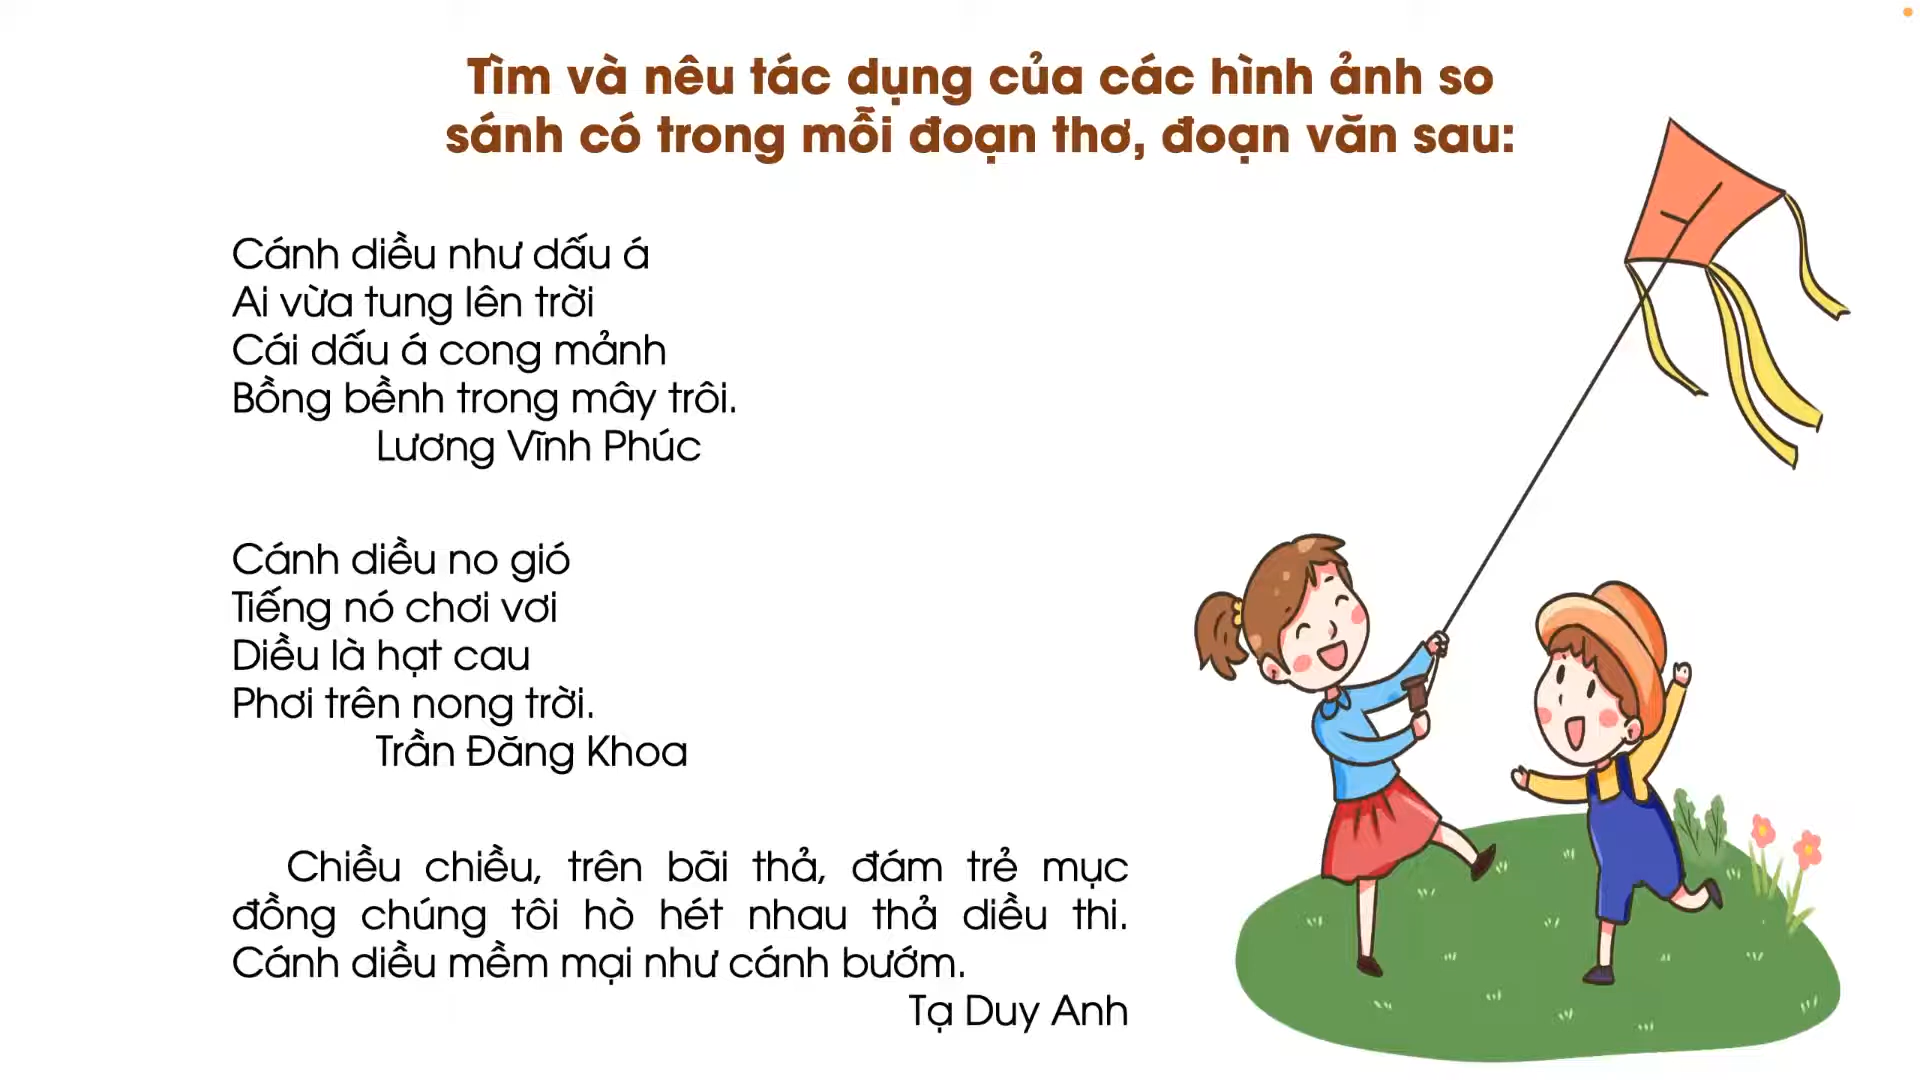 Tìm và nêu tác dụng của các hình ảnh so
sánh có trong mỗi đoạn thơ, đoạn văn sau:
Cánh diều như dấu á
Ai vừa tung lên trời
Cái dấu á cong mảnh
Bồng bềnh trong mây trôi.
Lương Vĩnh Phúc
Cánh diều no gió
Tiếng nó chơi vơi
Diều là hạt cau
Phơi trên nong trời.
Trần Đăng Khoa
Chiều chiều, trên bãi thả, đám trẻ mục
đồng chúng tôi hò hét nhau thả diều thi.
Cánh diều mềm mại như cánh bướm.
Tạ Duy Anh